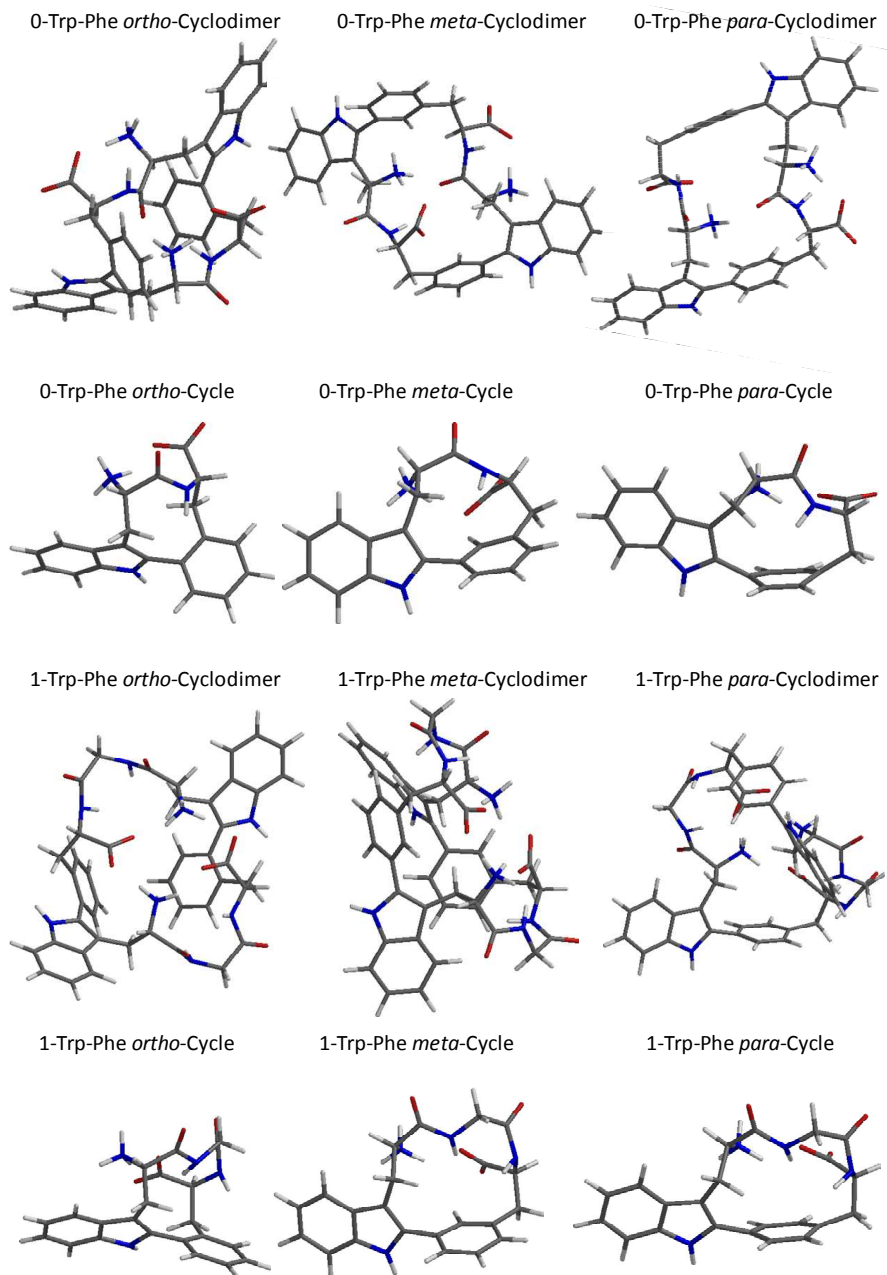 0-Trp-Phe ortho-Cyclodimer
0-Trp-Phe meta-Cyclodimer
0-Trp-Phe para-Cyclodimer
0-Trp-Phe ortho-Cycle
0-Trp-Phe meta-Cycle
0-Trp-Phe para-Cycle
1-Trp-Phe ortho-Cyclodimer
1-Trp-Phe meta-Cyclodimer
1-Trp-Phe para-Cyclodimer
1-Trp-Phe ortho-Cycle
1-Trp-Phe meta-Cycle
1-Trp-Phe para-Cycle